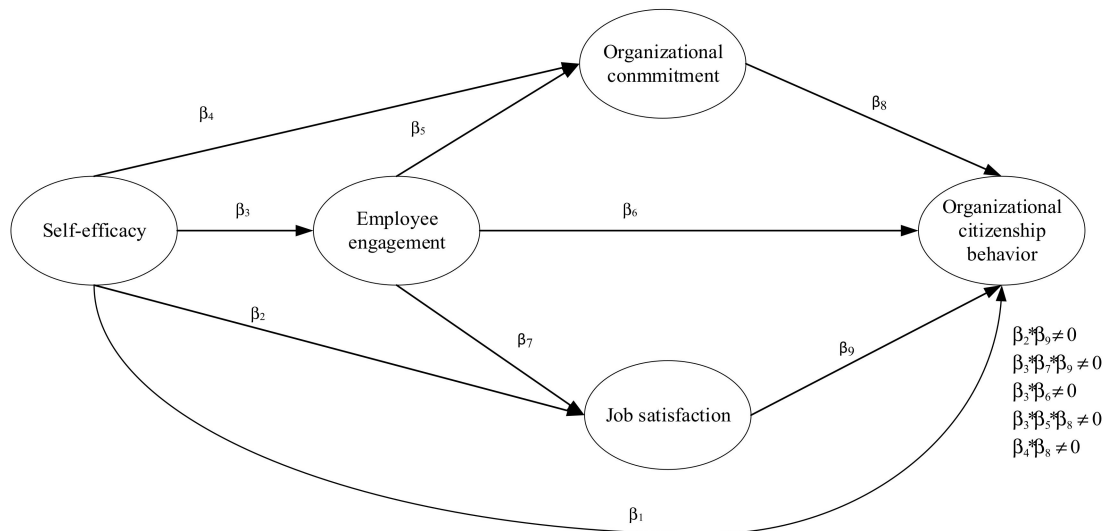 Organizational
conmmitment
β₄
β₈
β₅
Self-efficacy
β₃
Employee
engagement
β₆
Organizational
citizenship
behavior
β₂
β₇
β₉
β₂*β₉≠0
β₃*β₇*β₉≠0
β₃*β₆≠0
β₃*β₅*β₈≠0
β₄*β₈≠0
Job satisfaction
β₁